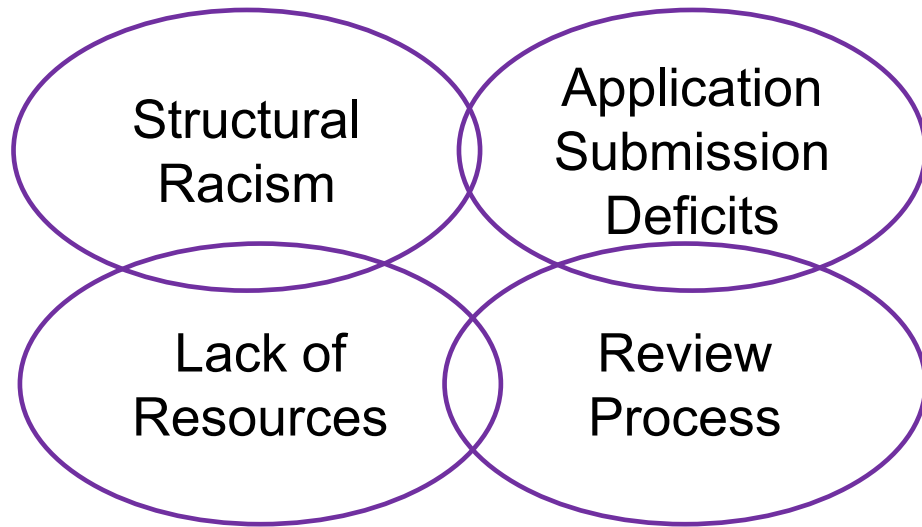 Structural
Racism
Application
Submission
Deficits
Lack of
Resources
Review
Process